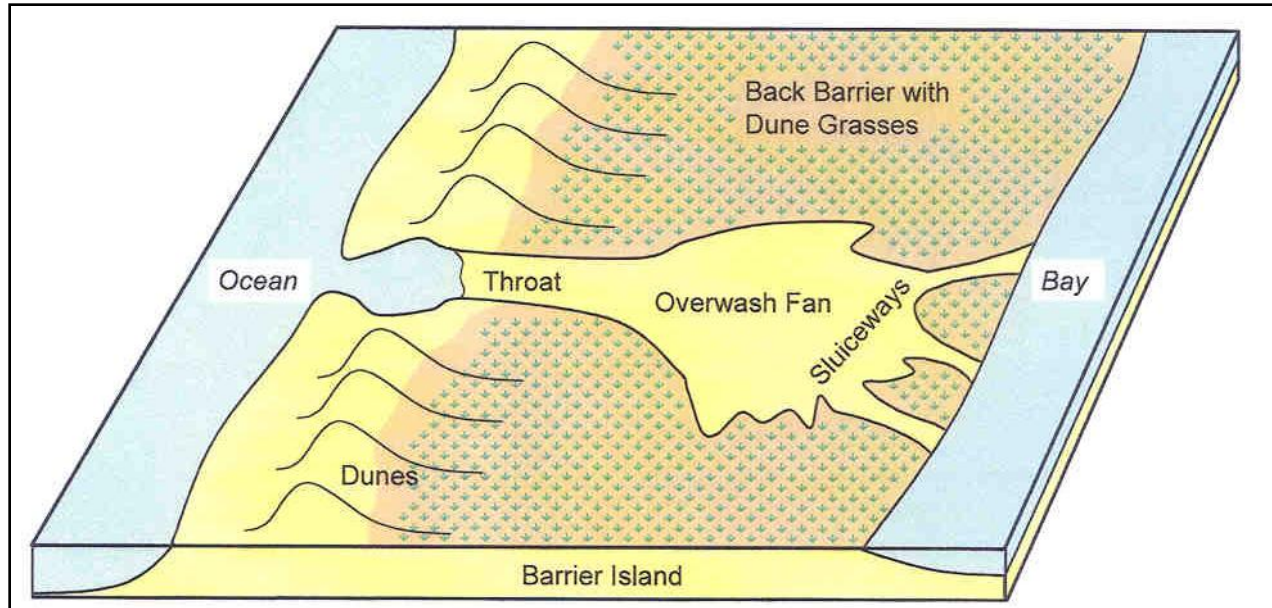 Back Barrier with
Dune Grasses
Ocean
Throat
Overwash Fan
Sluiceways
Bay
Dunes
Barrier Island